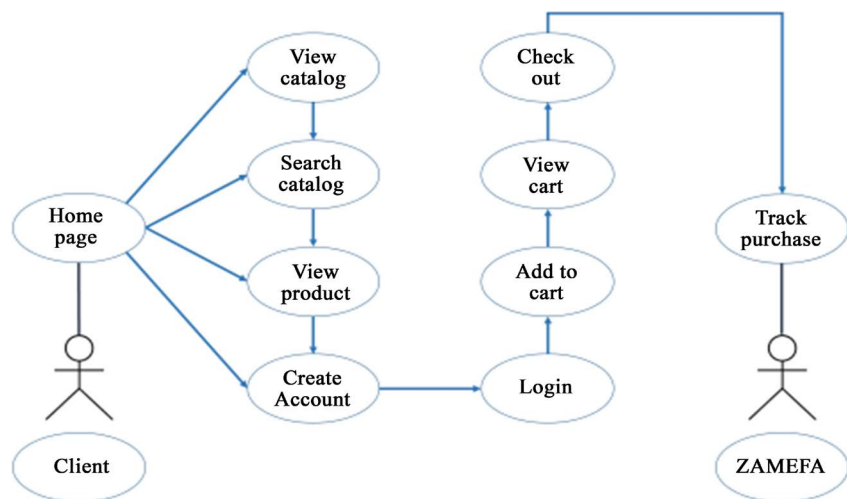 View
catalog
Search
catalog
Home
page
View
product
Create
Account
Client
Check
out
View
cart
Add to
cart
Login
Track
purchase
ZAMEFA